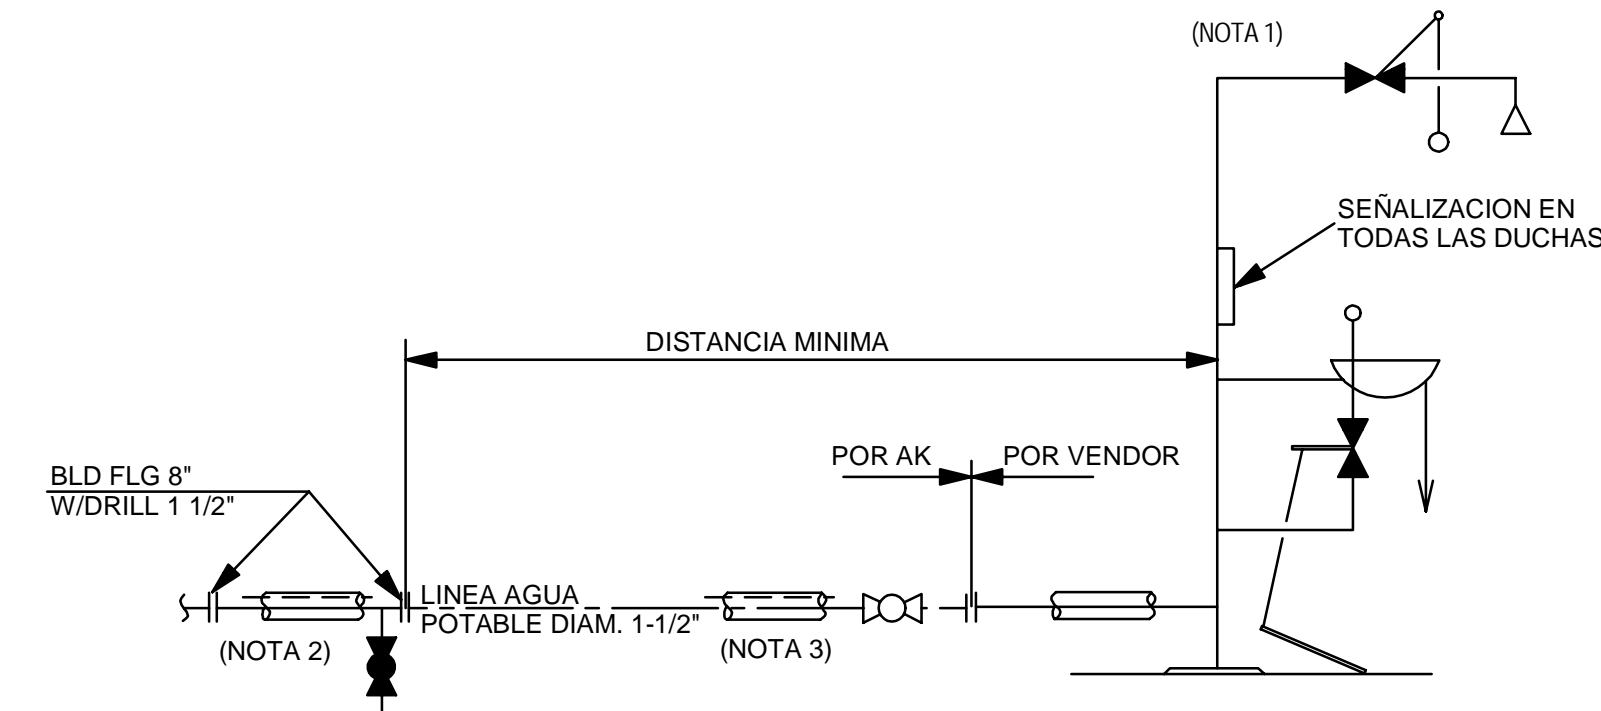 (NOTA 1)
SEÑALIZACION EN
TODAS LAS DUCHAS
DISTANCIA MINIMA
POR AK
POR VENDOR
BLD FLG 8"
W/DRILL 1 1/2"
LINEA AGUA
POTABLE DIAM. 1-1/2"
(NOTA 2)
(NOTA 3)